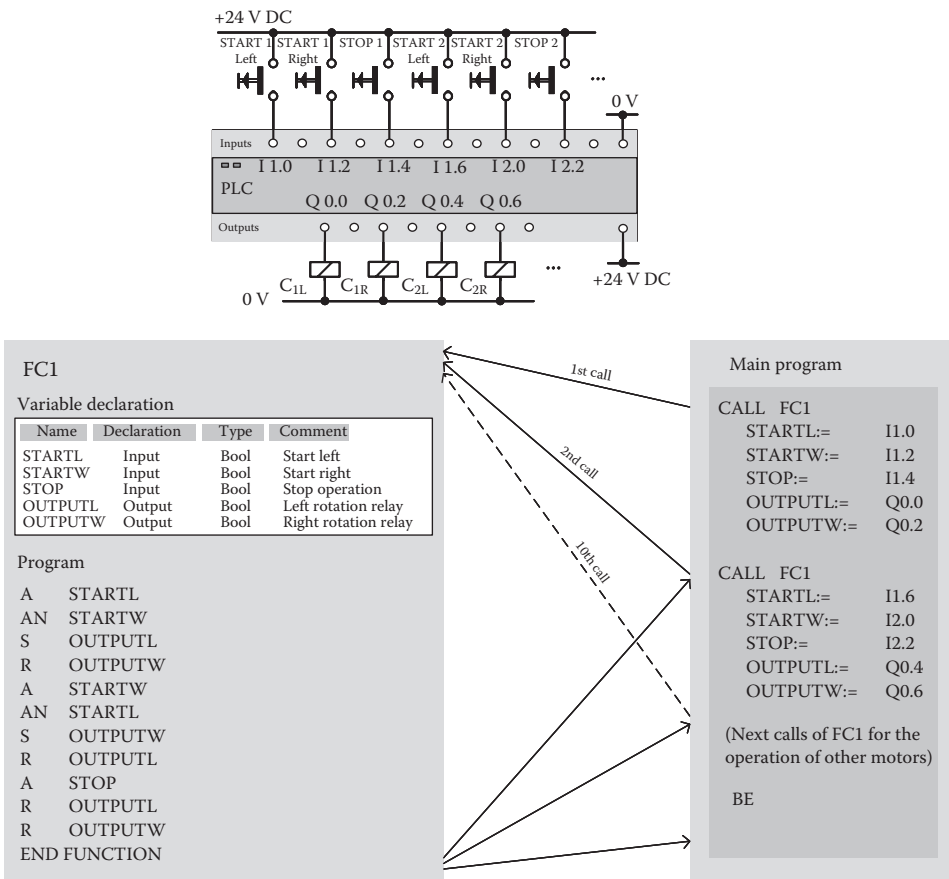 +24 V DC
START 1 START 1 STOP 1 START 2 START 2 STOP 2
Left Right Left Right
...
0 V
Inputs
I 1.0 I 1.2 I 1.4 I 1.6 I 2.0 I 2.2
PLC
Q 0.0 Q 0.2 Q 0.4 Q 0.6
Outputs
...
+24 V DC
C1L C1R C2L C2R
0 V
FC1
Variable declaration
Name Declaration Type Comment
STARTL Input Bool Start left
STARTW Input Bool Start right
STOP Input Bool Stop operation
OUTPUTL Output Bool Left rotation relay
OUTPUTW Output Bool Right rotation relay
Program
A STARTL
AN STARTW
S OUTPUTL
R OUTPUTW
A STARTW
AN STARTL
S OUTPUTW
R OUTPUTL
A STOP
R OUTPUTL
R OUTPUTW
END FUNCTION
1st call
2nd call
10th call
Main program
CALL FC1
STARTL:= I1.0
STARTW:= I1.2
STOP:= I1.4
OUTPUTL:= Q0.0
OUTPUTW:= Q0.2
CALL FC1
STARTL:= I1.6
STARTW:= I2.0
STOP:= I2.2
OUTPUTL:= Q0.4
OUTPUTW:= Q0.6
(Next calls of FC1 for the
operation of other motors)
BE